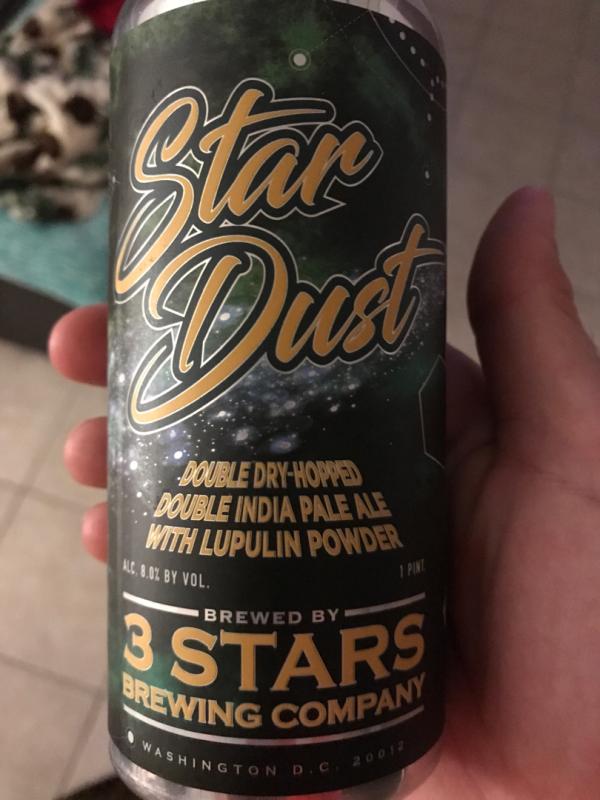 Star
Dust
DOUBLE DRY-HOPPED
DOUBLE INDIA PALE ALE
WITH LUPULIN POWDER
ALC. 8.0% BY VOL. 1 PINT.
BREWED BY
3 STARS
BREWING COMPANY
WASHINGTON D.C. 20012